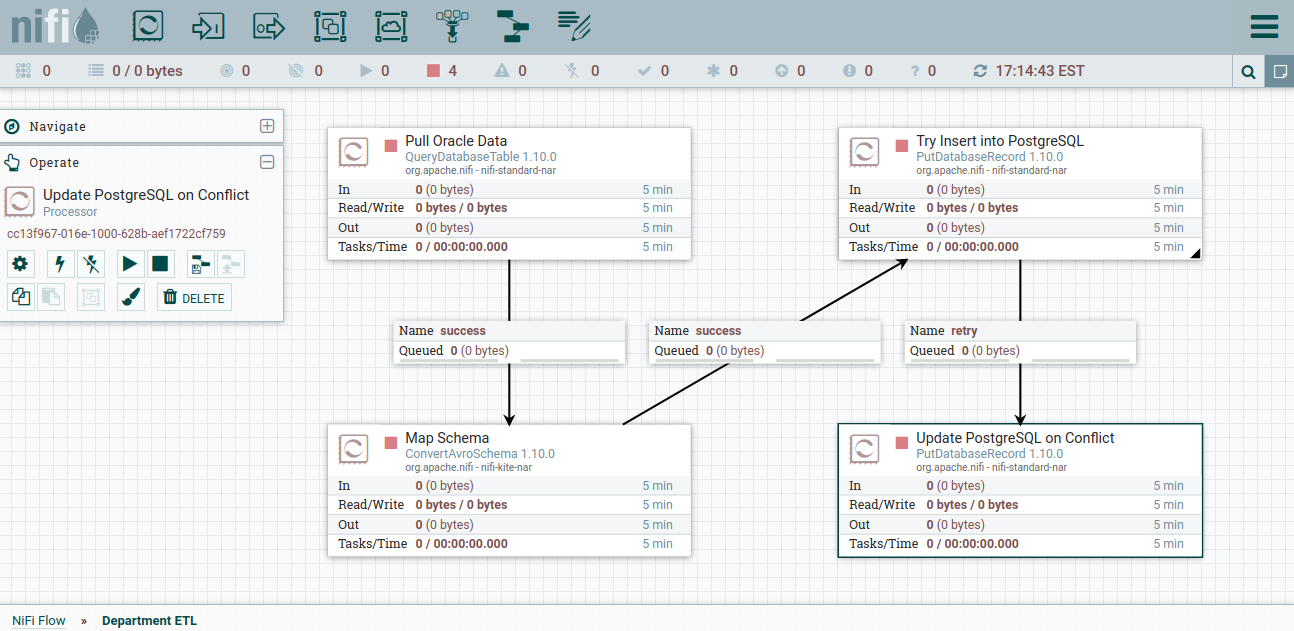 nifi
0 0 / 0 bytes 0 0 0 4 0 0 0 0 0 0 ? 0 17:14:43 EST
Navigate
Operate
Update PostgreSQL on Conflict
Processor
cc13f967-016e-1000-628b-aef1722cf759
DELETE
Pull Oracle Data
QueryDatabaseTable 1.10.0
org.apache.nifi - nifi-standard-nar
In 0 (0 bytes) 5 min
Read/Write 0 bytes / 0 bytes 5 min
Out 0 (0 bytes) 5 min
Tasks/Time 0 / 00:00:00.000 5 min
Try Insert into PostgreSQL
PutDatabaseRecord 1.10.0
org.apache.nifi - nifi-standard-nar
In 0 (0 bytes) 5 min
Read/Write 0 bytes / 0 bytes 5 min
Out 0 (0 bytes) 5 min
Tasks/Time 0 / 00:00:00.000 5 min
Name success
Queued 0 (0 bytes)
Name success
Queued 0 (0 bytes)
Name retry
Queued 0 (0 bytes)
Map Schema
ConvertAvroSchema 1.10.0
org.apache.nifi - nifi-kite-nar
In 0 (0 bytes) 5 min
Read/Write 0 bytes / 0 bytes 5 min
Out 0 (0 bytes) 5 min
Tasks/Time 0 / 00:00:00.000 5 min
Update PostgreSQL on Conflict
PutDatabaseRecord 1.10.0
org.apache.nifi - nifi-standard-nar
In 0 (0 bytes) 5 min
Read/Write 0 bytes / 0 bytes 5 min
Out 0 (0 bytes) 5 min
Tasks/Time 0 / 00:00:00.000 5 min
NiFi Flow » Department ETL